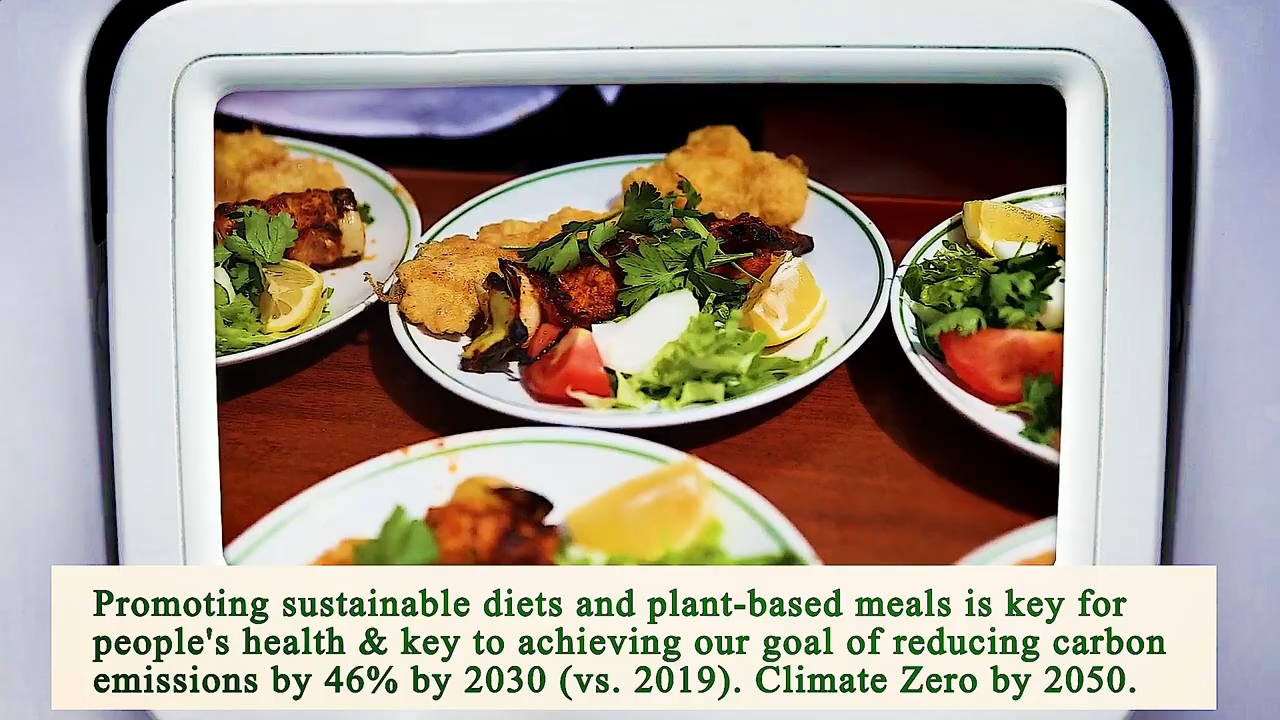 Promoting sustainable diets and plant-based meals is key for
people's health & key to achieving our goal of reducing carbon
emissions by 46% by 2030 (vs. 2019). Climate Zero by 2050.